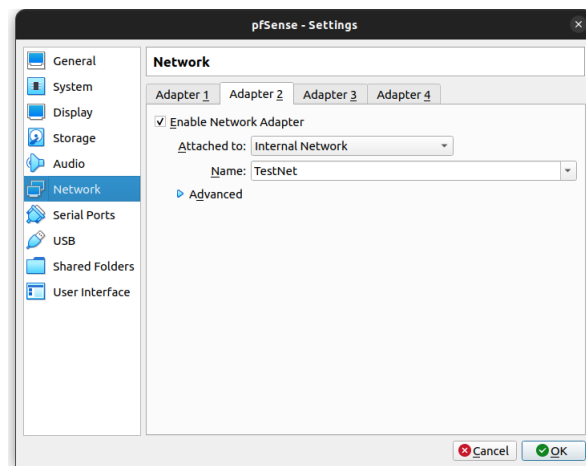 pfSense - Settings
General
System
Display
Storage
Audio
Network
Serial Ports
USB
Shared Folders
User Interface
Network
Adapter 1 Adapter 2 Adapter 3 Adapter 4
Enable Network Adapter
Attached to: Internal Network
Name: TestNet
Advanced
Cancel OK